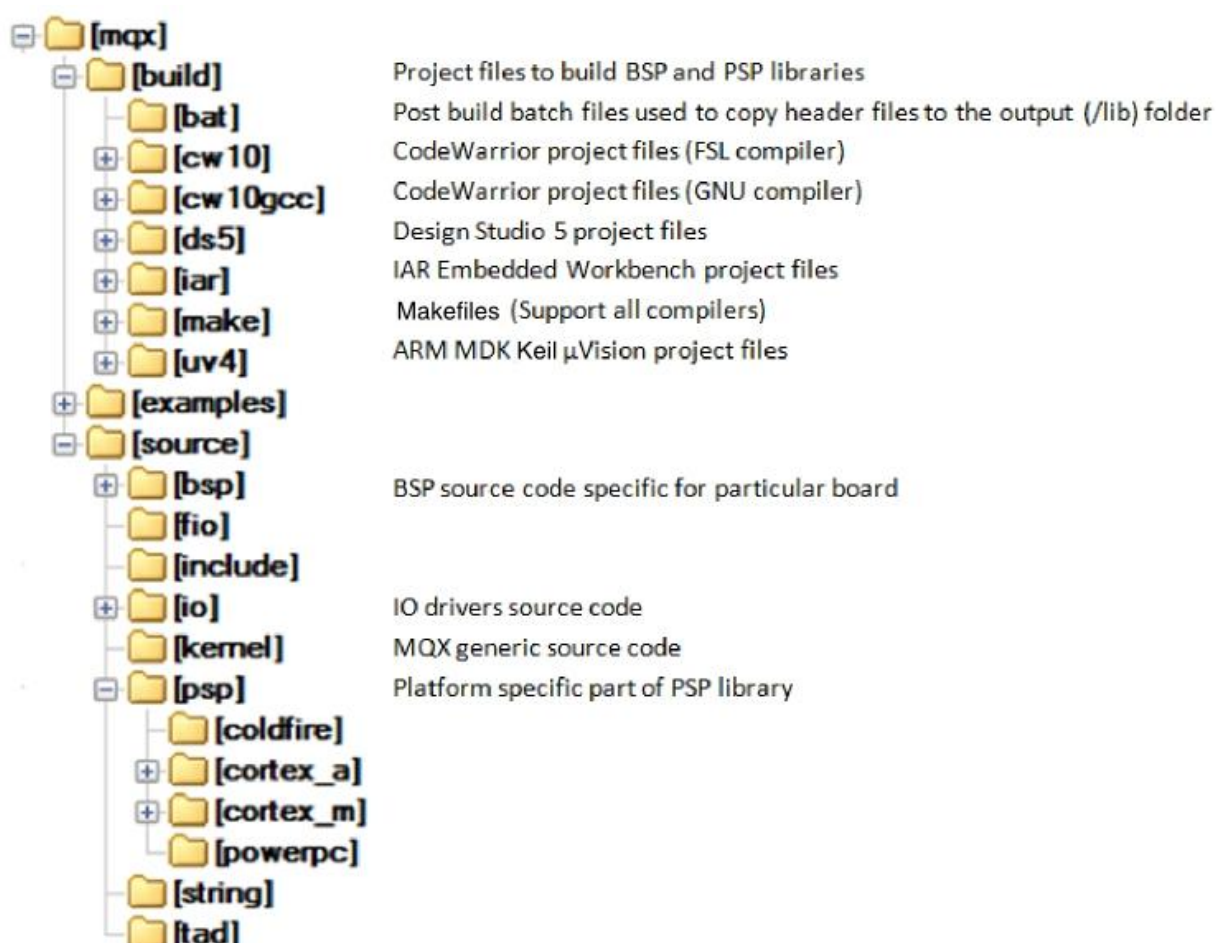 [mqx]
[build] Project files to build BSP and PSP libraries
[bat] Post build batch files used to copy header files to the output (/lib) folder
[cw10] CodeWarrior project files (FSL compiler)
[cw10gcc] CodeWarrior project files (GNU compiler)
[ds5] Design Studio 5 project files
[iar] IAR Embedded Workbench project files
[make] Makefiles (Support all compilers)
[uv4] ARM MDK Keil µVision project files
[examples]
[source]
[bsp] BSP source code specific for particular board
[fio]
[include]
[io] IO drivers source code
[kernel] MQX generic source code
[psp] Platform specific part of PSP library
[coldfire]
[cortex_a]
[cortex_m]
[powerpc]
[string]
[tad]